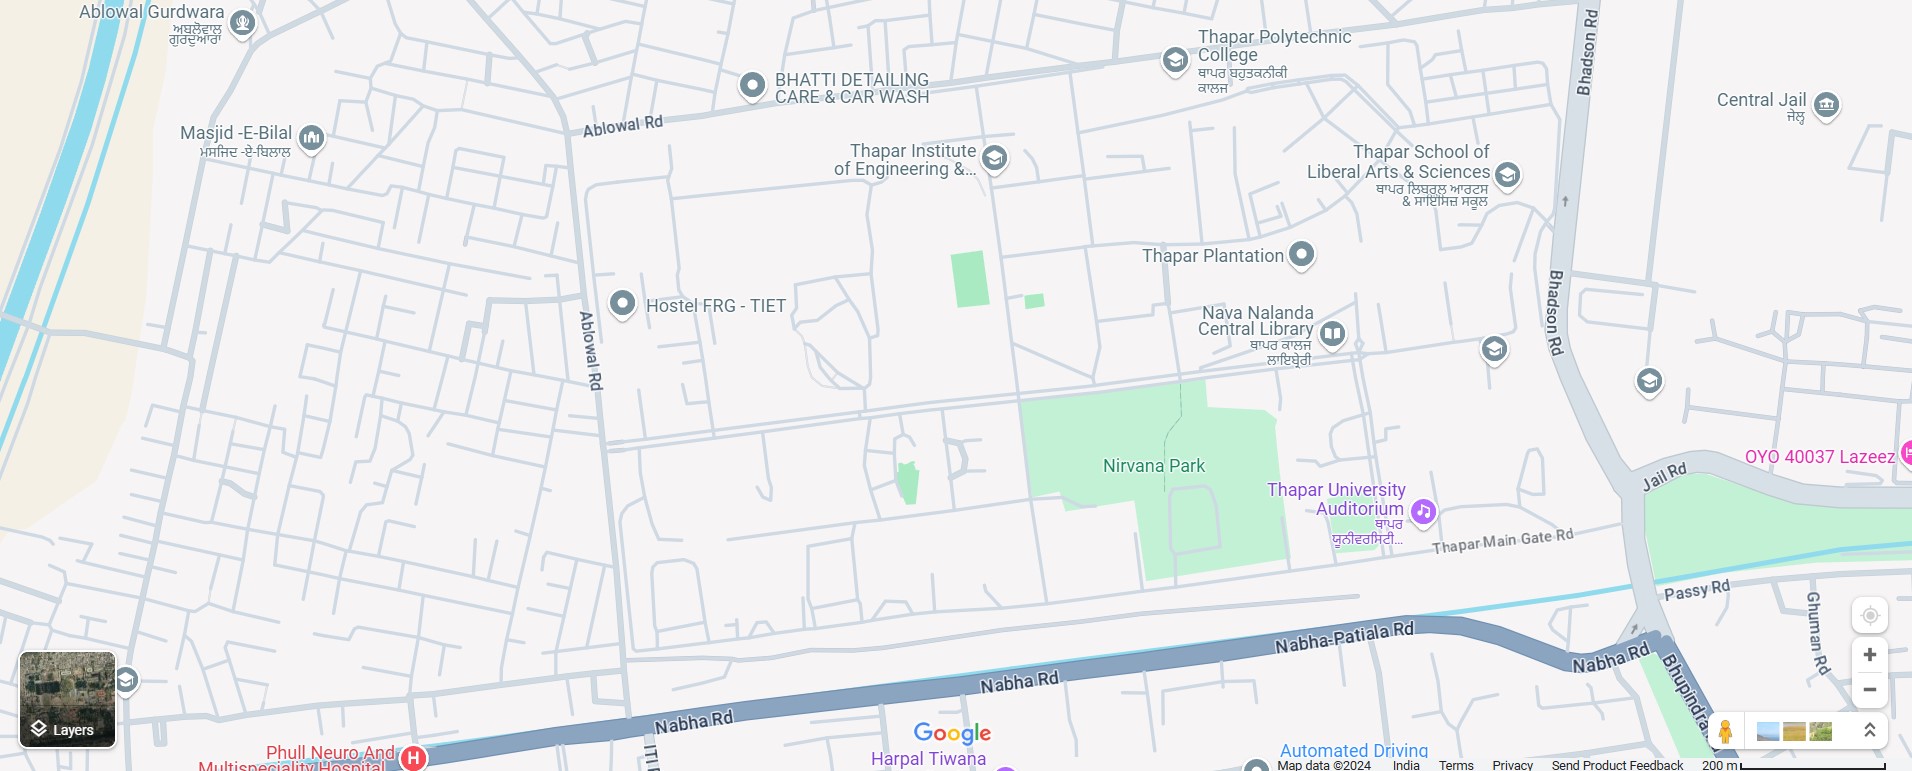 Ablowal Gurdwara
ਅਬਲੋਵਾਲ
ਗੁਰਦੁਆਰਾ
Thapar Polytechnic
College
ਥਾਪਰ ਬਹੁਤਕਨੀਕੀ
ਕਾਲਜ
Bhadson Rd
BHATTI DETAILING
CARE & CAR WASH
Central Jail
ਜੇਲ੍ਹ
Masjid -E-Bilal
ਮਸਜਿਦ -ਏ-ਬਿਲਾਲ
Ablowal Rd
Thapar Institute
of Engineering &...
Thapar School of
Liberal Arts & Sciences
ਥਾਪਰ ਲਿਬਰਲ ਆਰਟਸ
& ਸਾਇੰਸਿਜ਼ ਸਕੂਲ
Thapar Plantation
Hostel FRG - TIET
Nava Nalanda
Central Library
ਥਾਪਰ ਕਾਲਜ
ਲਾਇਬ੍ਰੇਰੀ
Bhadson Rd
Ablowal Rd
Nirvana Park
OYO 40037 Lazeez
Jail Rd
Thapar University
Auditorium
ਥਾਪਰ
ਯੂਨੀਵਰਸਿਟੀ...
Thapar Main Gate Rd
Passy Rd
Ghuman Rd
Nabha-Patiala Rd
Nabha Rd
Nabha Rd
Nabha Rd
Bhupindra
Layers
Google
Phull Neuro And
Multispeciality Hospital
ITI
Harpal Tiwana
Automated Driving
Map data ©2024 India Terms Privacy Send Product Feedback 200 m